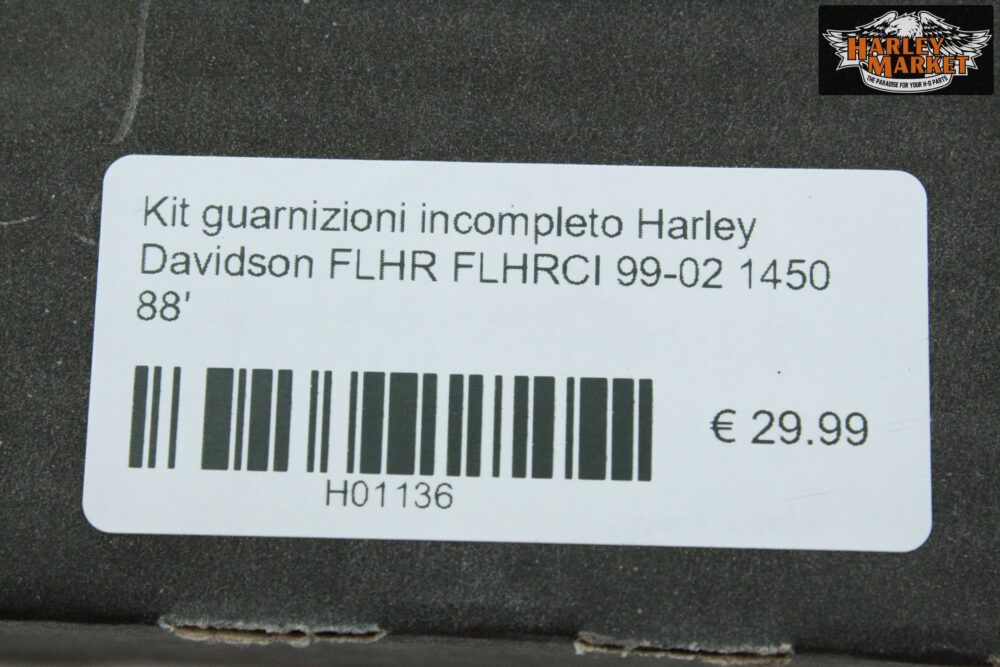 HARLEY
MARKET
THE PARADISE FOR YOUR H-D PARTS
Kit guarnizioni incompleto Harley
Davidson FLHR FLHRCI 99-02 1450
88'
€ 29.99
H01136